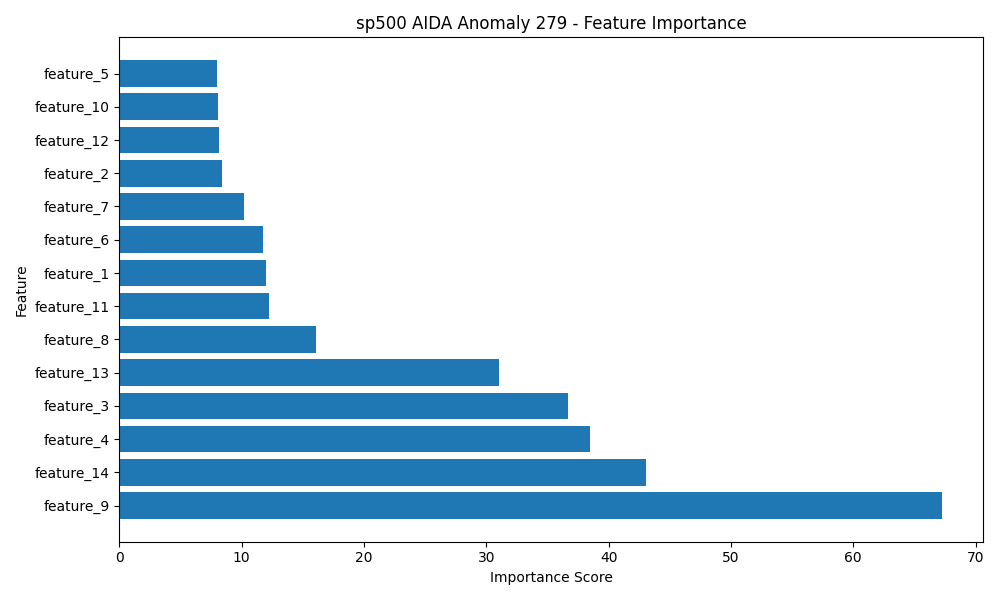 sp500 AIDA Anomaly 279 - Feature Importance
Feature
feature_5
feature_10
feature_12
feature_2
feature_7
feature_6
feature_1
feature_11
feature_8
feature_13
feature_3
feature_4
feature_14
feature_9
0 10 20 30 40 50 60 70
Importance Score